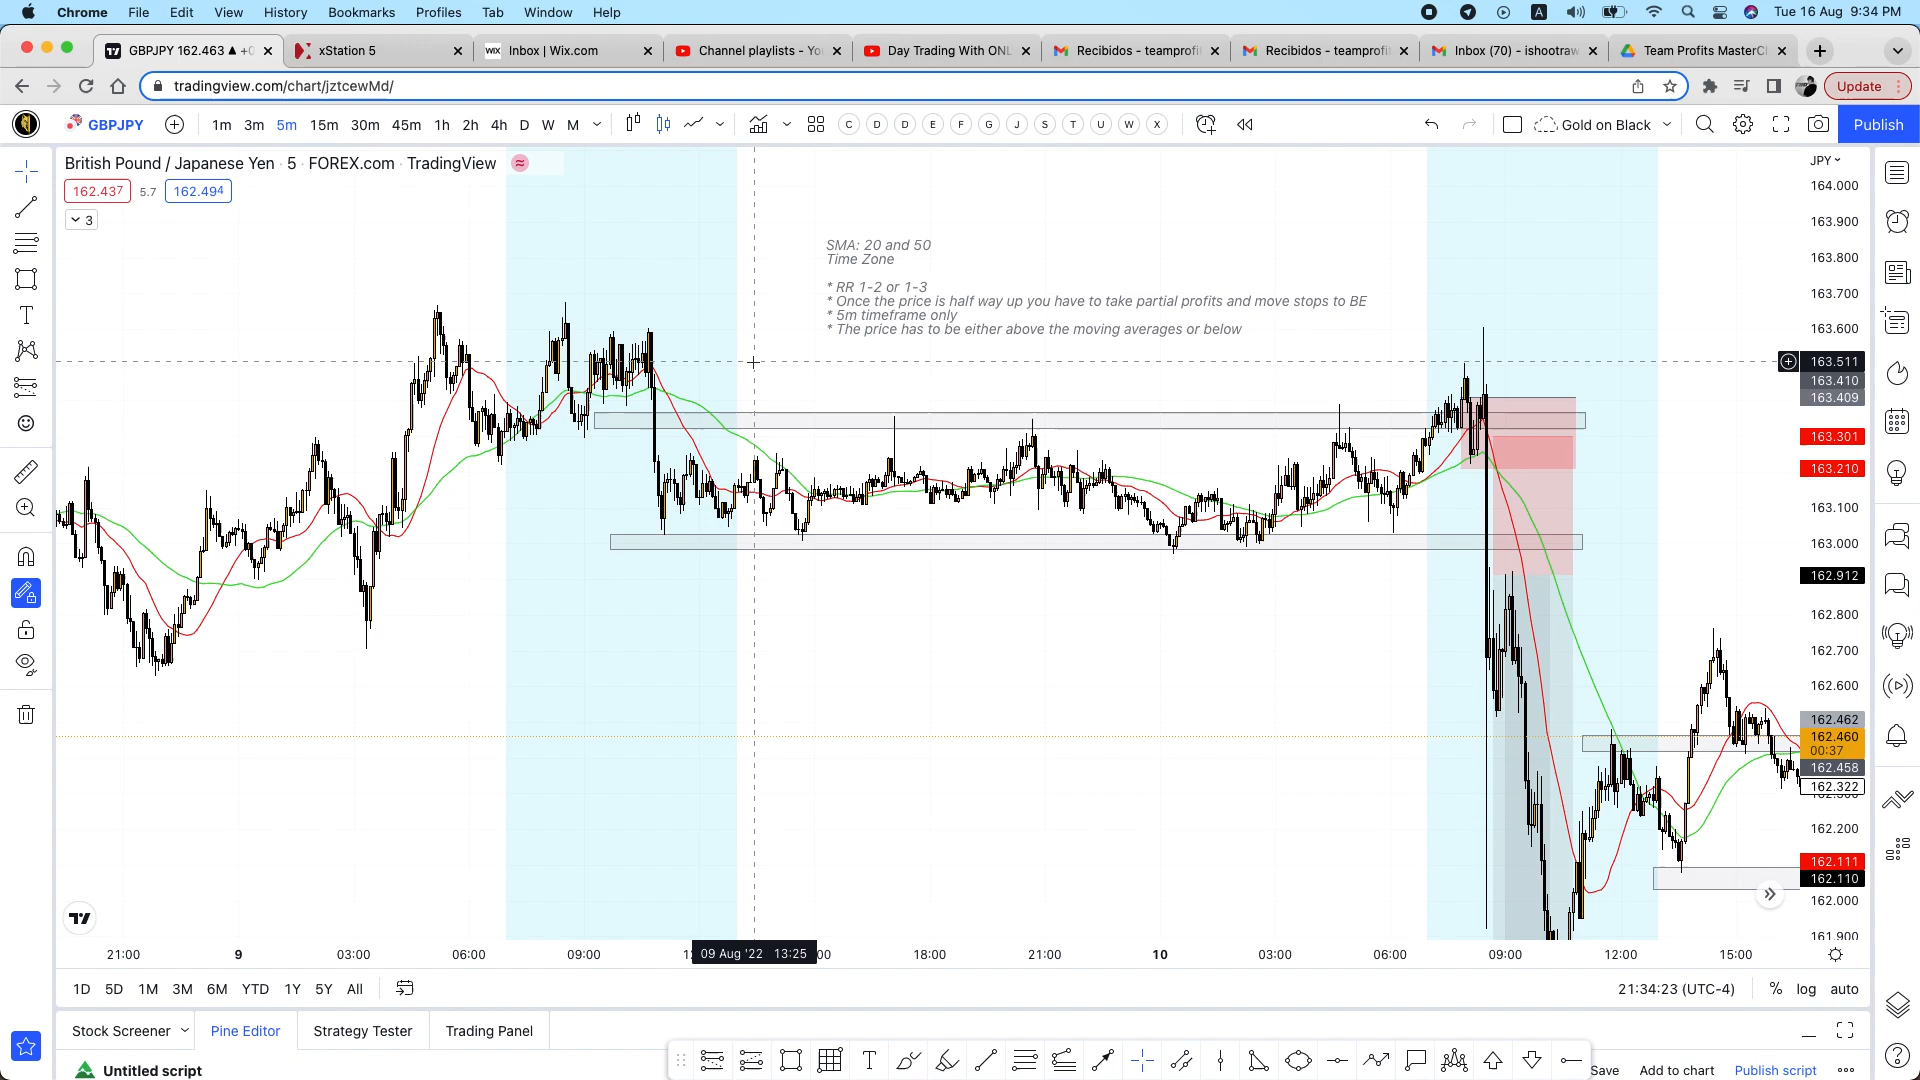 Chrome File Edit View History Bookmarks Profiles Tab Window Help A Tue 16 Aug 9:34 PM
GBPJPY 162.463 ▲ +0 xStation 5 WIX Inbox | Wix.com Channel playlists - Yo Day Trading With ONL Recibidos - teamprofi Recibidos - teamprofi Inbox (70) - ishootraw Team Profits MasterCl
tradingview.com/chart/jztcewMd/ Update
GBPJPY 1m 3m 5m 15m 30m 45m 1h 2h 4h D W M C D D E F G J S T U W X Gold on Black Publish
British Pound / Japanese Yen · 5 · FOREX.com · TradingView
JPY
162.437 5.7 162.494
3
SMA: 20 and 50
Time Zone
* RR 1-2 or 1-3
* Once the price is half way up you have to take partial profits and move stops to BE
* 5m timeframe only
* The price has to be either above the moving averages or below
164.000
163.900
163.800
163.700
163.600
163.511
163.410
163.409
163.301
163.210
163.100
163.000
162.912
162.800
162.700
162.600
162.462
162.460
00:37
162.458
162.322
162.200
162.111
162.110
162.000
161.900
21:00 9 03:00 06:00 09:00 09 Aug '22 13:25 18:00 21:00 10 03:00 06:00 09:00 12:00 15:00
1D 5D 1M 3M 6M YTD 1Y 5Y All 21:34:23 (UTC-4) % log auto
Stock Screener Pine Editor Strategy Tester Trading Panel
Untitled script Save Add to chart Publish script